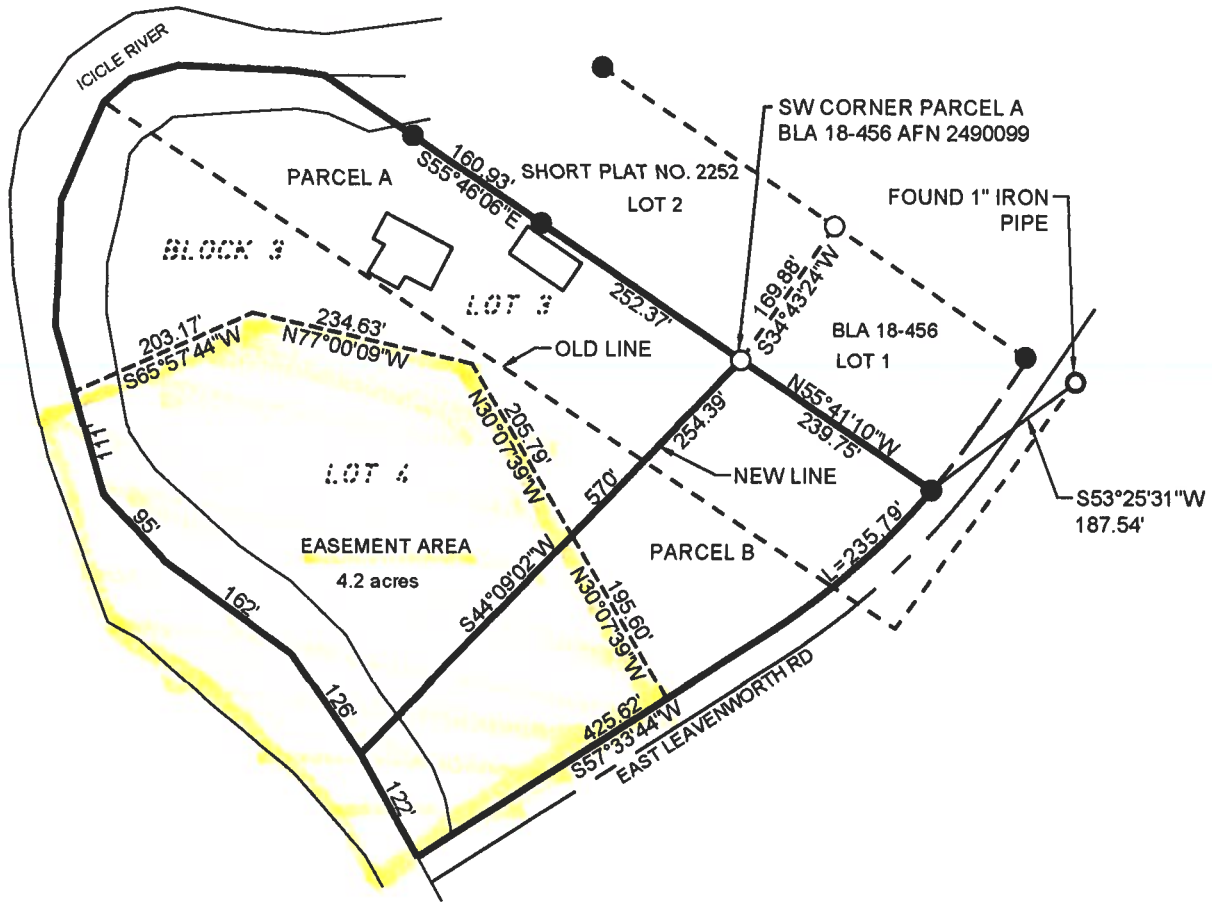 ICICLE RIVER
SW CORNER PARCEL A
BLA 18-456 AFN 2490099
160.93'
S55°46'06"E
SHORT PLAT NO. 2252
LOT 2
PARCEL A
FOUND 1" IRON
PIPE
BLOCK 3
LOT 3
252.37'
169.88'
S34°43'24"W
BLA 18-456
LOT 1
203.17'
S65°57'44"W
234.63'
N77°00'09"W
OLD LINE
N55°41'10"W
239.75'
205.79'
N30°07'39"W
254.39'
NEW LINE
111'
LOT 4
570'
S53°25'31"W
187.54'
95'
EASEMENT AREA
4.2 acres
S44°09'02"W
PARCEL B
L=235.79'
162'
195.60'
N30°07'39"W
126'
425.62'
S57°33'44"W
EAST LEAVENWORTH RD
122'